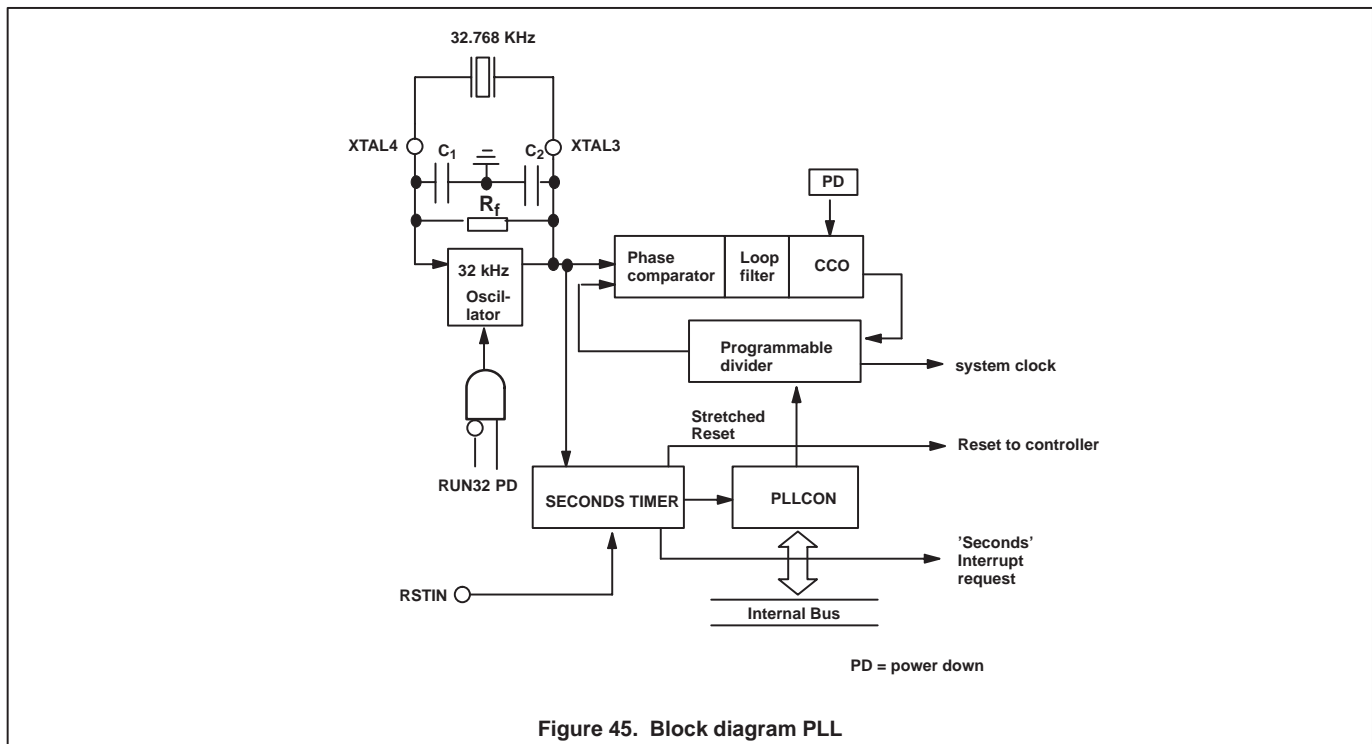 32.768 KHz
XTAL4
C1
C2
XTAL3
Rf
PD
32 kHz
Oscil-
lator
Phase
comparator
Loop
filter
CCO
Programmable
divider
system clock
Stretched
Reset
Reset to controller
RUN32 PD
SECONDS TIMER
PLLCON
'Seconds'
Interrupt
request
RSTIN
Internal Bus
PD = power down
Figure 45. Block diagram PLL